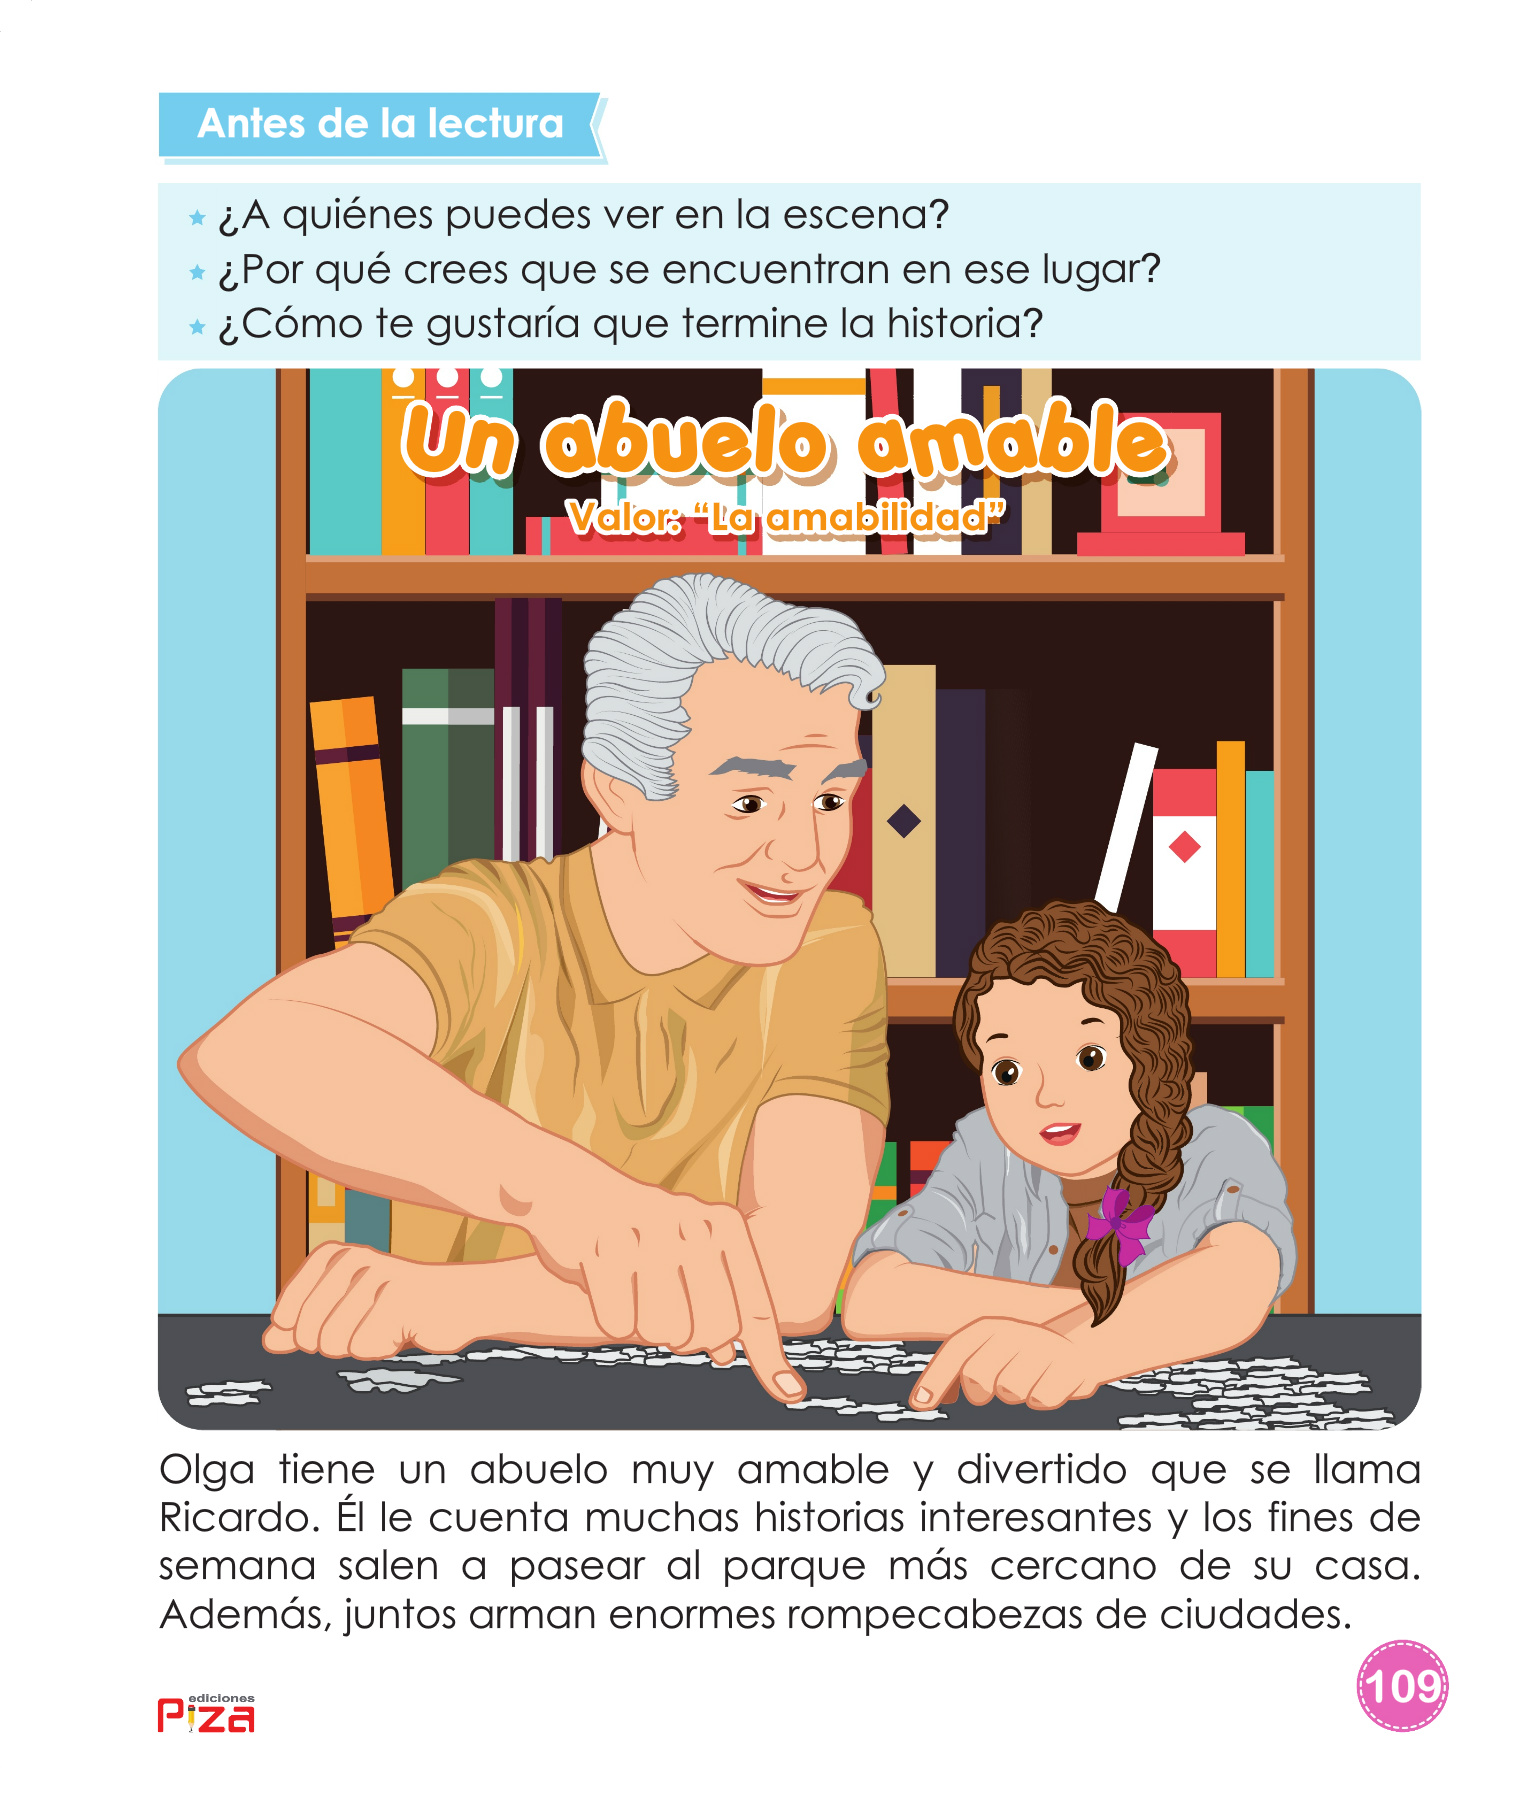 Antes de la lectura
¿A quiénes puedes ver en la escena?
¿Por qué crees que se encuentran en ese lugar?
¿Cómo te gustaría que termine la historia?
Un abuelo amable
Valor: “La amabilidad”
Olga tiene un abuelo muy amable y divertido que se llama
Ricardo. Él le cuenta muchas historias interesantes y los fines de
semana salen a pasear al parque más cercano de su casa.
Además, juntos arman enormes rompecabezas de ciudades.
109
ediciones
Piza